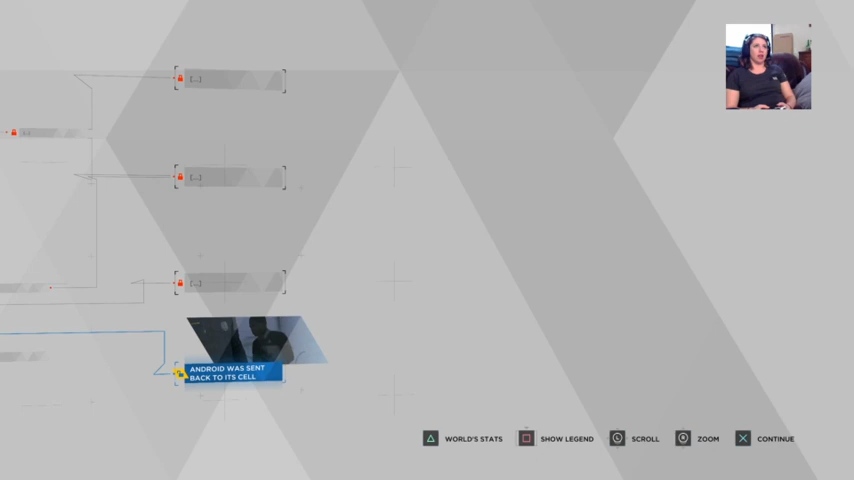 [...]
[...]
[...]
ANDROID WAS SENT
BACK TO ITS CELL
WORLD'S STATS
SHOW LEGEND
L
SCROLL
R
ZOOM
CONTINUE